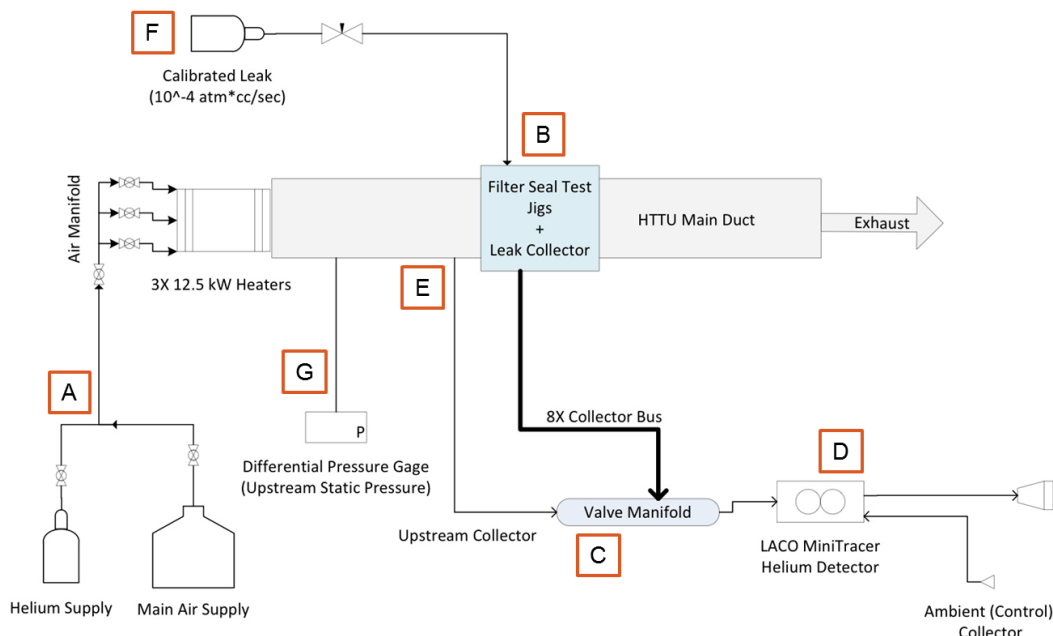 F
Calibrated Leak
(10^-4 atm*cc/sec)
B
Air Manifold
Filter Seal Test
Jigs
+
Leak Collector
HTTU Main Duct
Exhaust
3X 12.5 kW Heaters
E
A
G
P
Differential Pressure Gage
(Upstream Static Pressure)
8X Collector Bus
D
Upstream Collector
Valve Manifold
C
LACO MiniTracer
Helium Detector
Helium Supply
Main Air Supply
Ambient (Control)
Collector